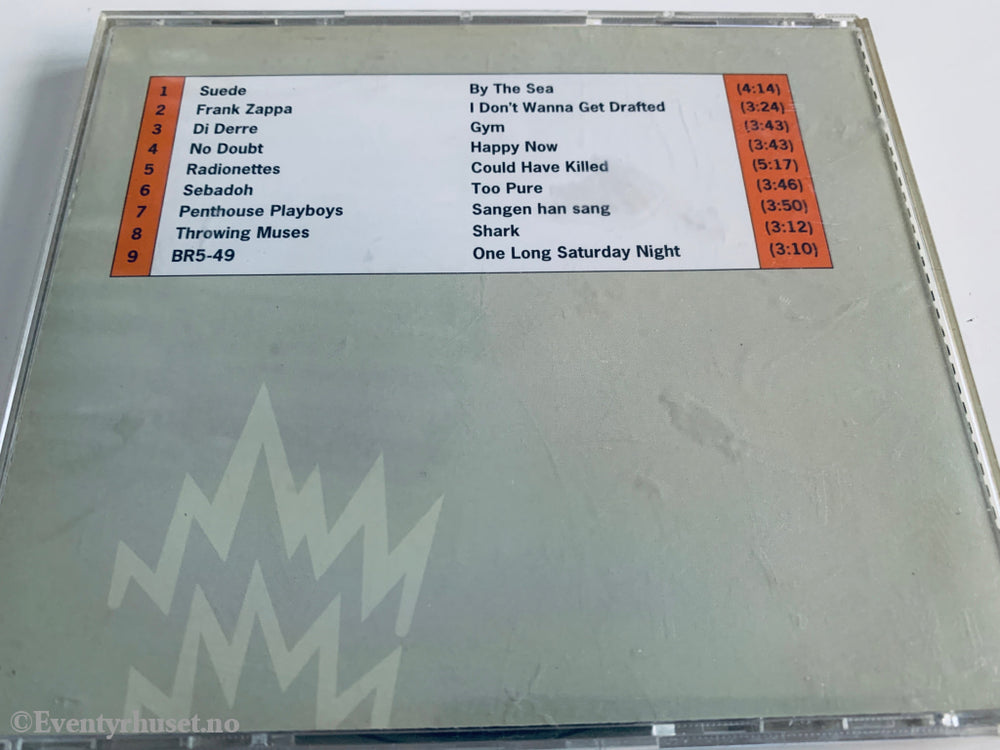 1 Suede By The Sea (4:14)
2 Frank Zappa I Don't Wanna Get Drafted (3:24)
3 Di Derre Gym (3:43)
4 No Doubt Happy Now (3:43)
5 Radionettes Could Have Killed (5:17)
6 Sebadoh Too Pure (3:46)
7 Penthouse Playboys Sangen han sang (3:50)
8 Throwing Muses Shark (3:12)
9 BR5-49 One Long Saturday Night (3:10)
©Eventyrhuset.no